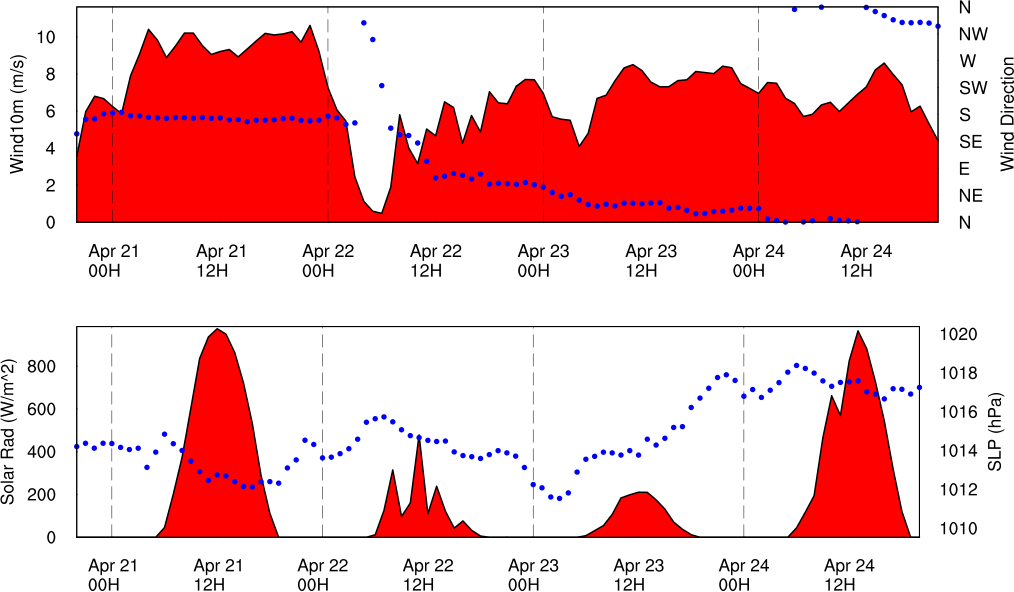 Wind10m (m/s)
10
8
6
4
2
0
N
NW
W
SW
S
SE
E
NE
N
Wind Direction
Apr 21 Apr 21 Apr 22 Apr 22 Apr 23 Apr 23 Apr 24 Apr 24
00H 12H 00H 12H 00H 12H 00H 12H
Solar Rad (W/m^2)
800
600
400
200
0
1020
1018
1016
1014
1012
1010
SLP (hPa)
Apr 21 Apr 21 Apr 22 Apr 22 Apr 23 Apr 23 Apr 24 Apr 24
00H 12H 00H 12H 00H 12H 00H 12H